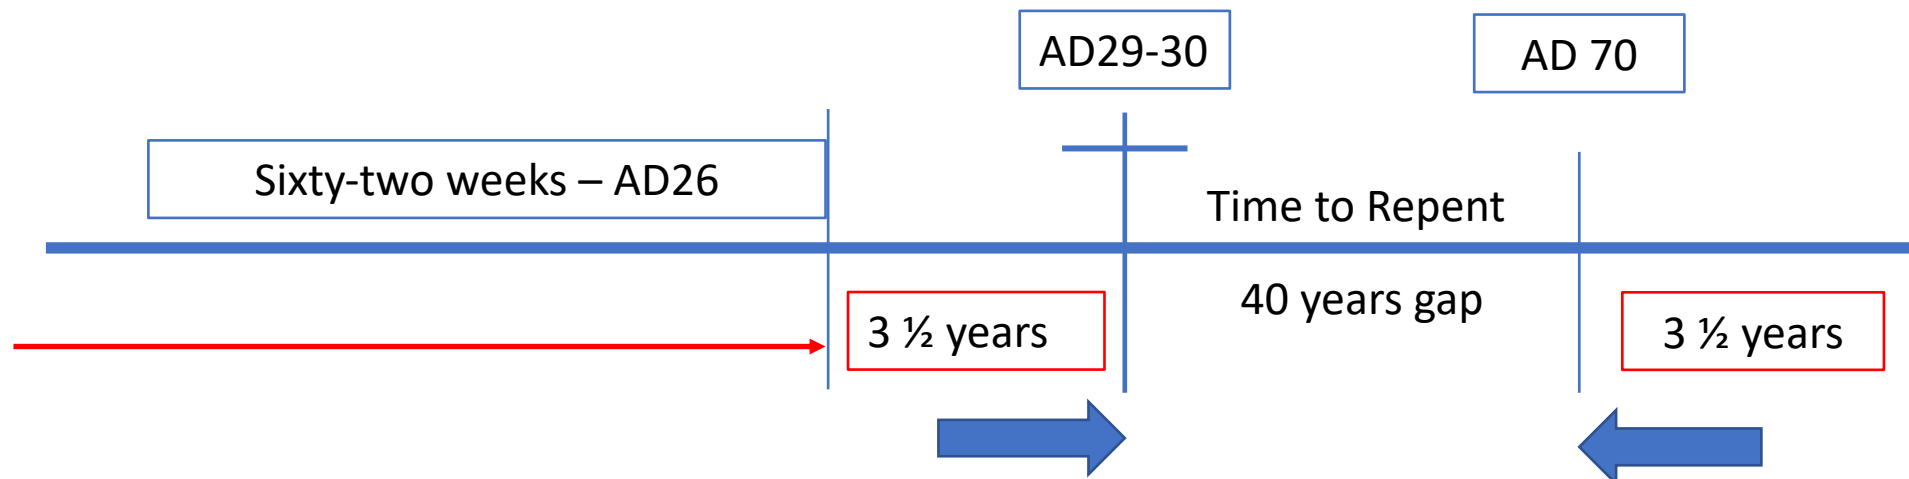 AD29-30
AD 70
Sixty-two weeks – AD26
Time to Repent
40 years gap
3 ½ years
3 ½ years